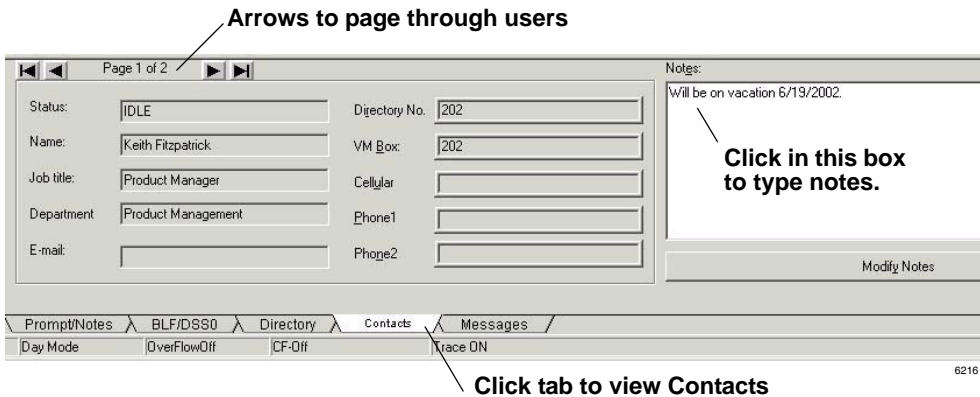 Arrows to page through users
Page 1 of 2
Notes:
Status:
IDLE
Directory No.
202
Will be on vacation 6/19/2002.
Name:
Keith Fitzpatrick
VM Box:
202
Click in this box
to type notes.
Job title:
Product Manager
Cellular
Department
Product Management
Phone1
E-mail:
Phone2
Modify Notes
Prompt/Notes
BLF/DSS0
Directory
Contacts
Messages
Day Mode
OverFlowOff
CF-Off
Trace ON
6216
Click tab to view Contacts